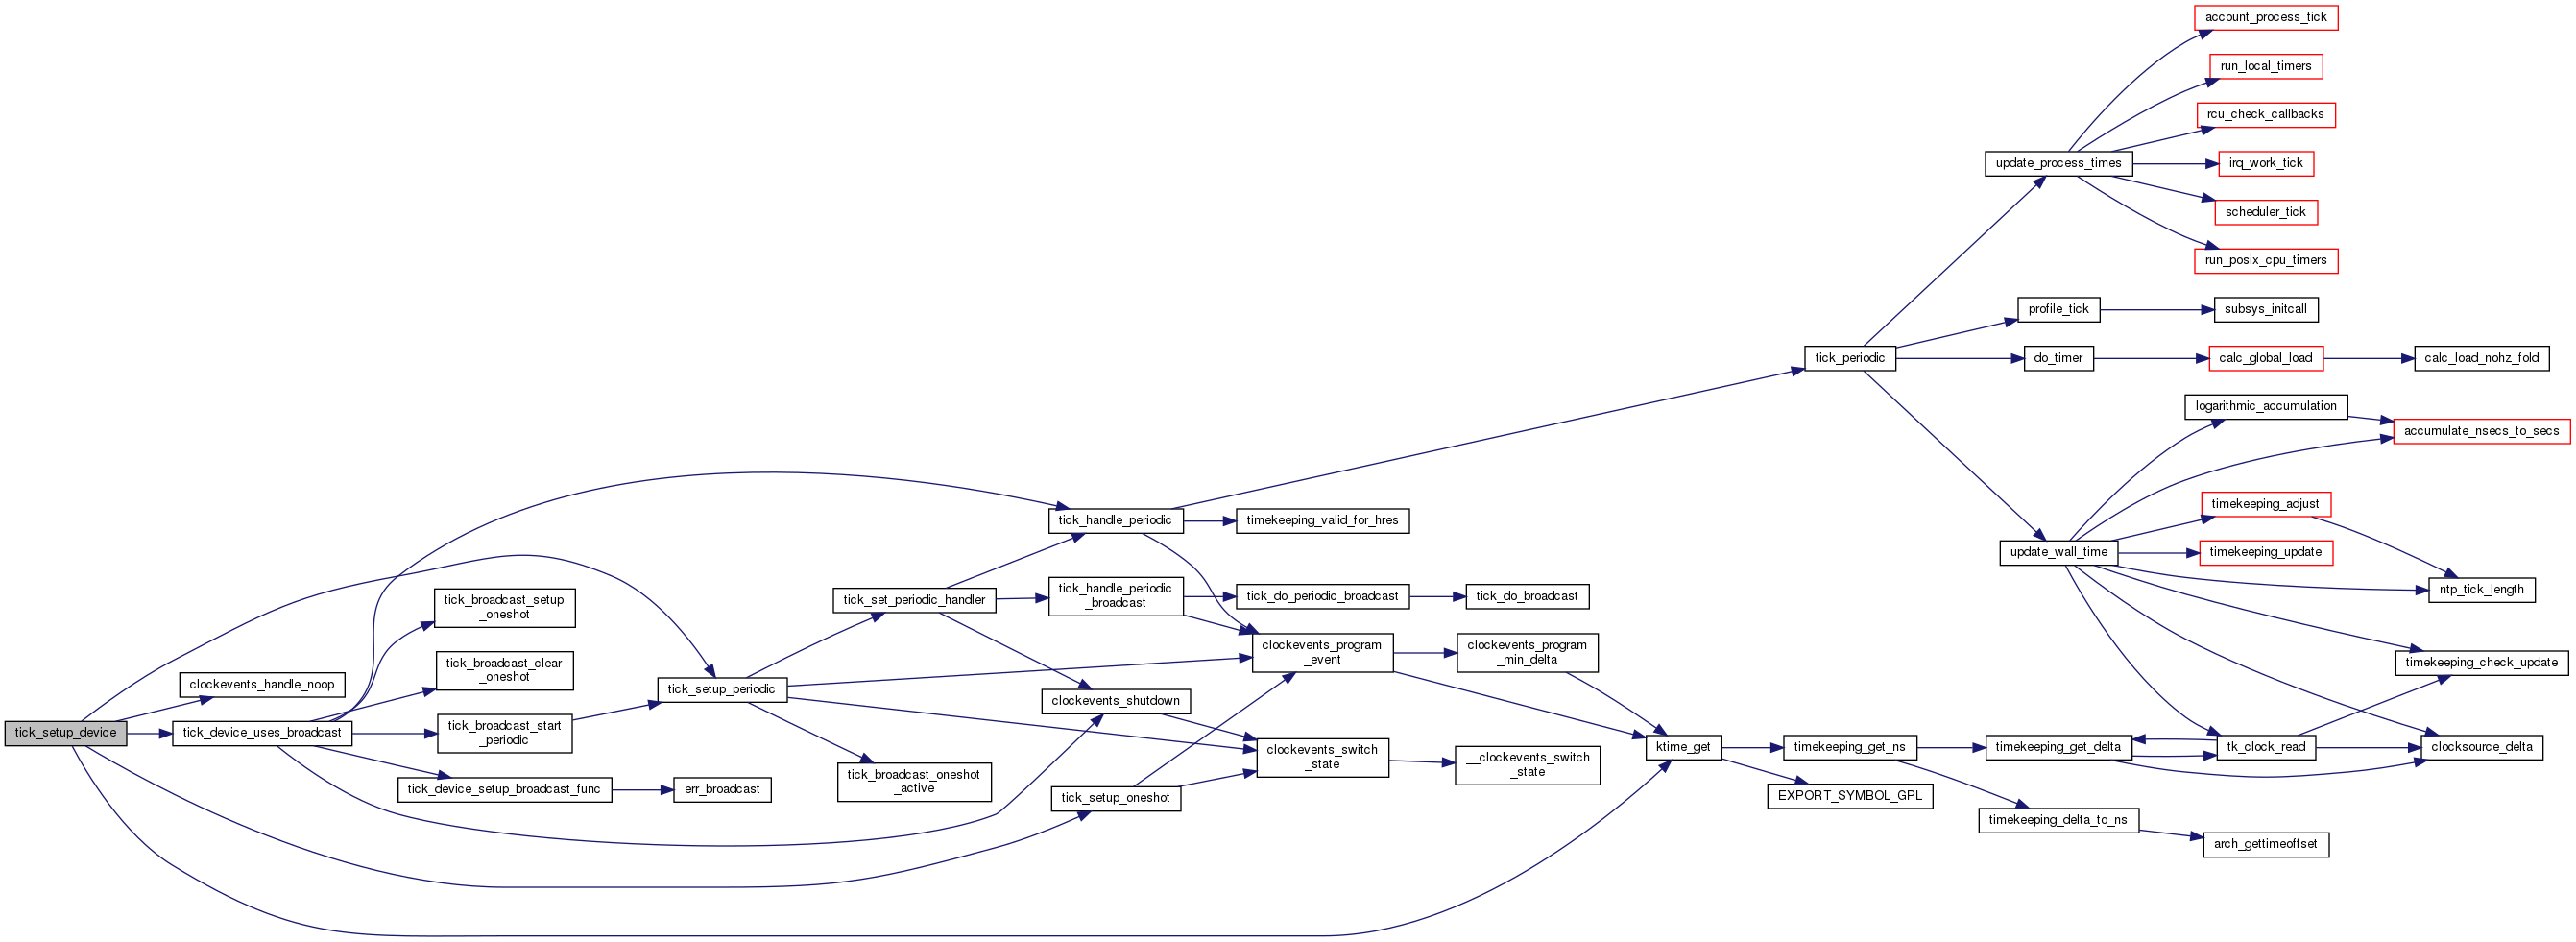 account_process_tick
run_local_timers
rcu_check_callbacks
update_process_times
irq_work_tick
scheduler_tick
run_posix_cpu_timers
profile_tick
subsys_initcall
tick_periodic
do_timer
calc_global_load
calc_load_nohz_fold
logarithmic_accumulation
accumulate_nsecs_to_secs
timekeeping_adjust
tick_handle_periodic
timekeeping_valid_for_hres
update_wall_time
timekeeping_update
ntp_tick_length
tick_broadcast_setup
_oneshot
tick_set_periodic_handler
tick_handle_periodic
_broadcast
tick_do_periodic_broadcast
tick_do_broadcast
clockevents_program
_event
clockevents_program
_min_delta
timekeeping_check_update
tick_broadcast_clear
_oneshot
clockevents_handle_noop
tick_setup_periodic
clockevents_shutdown
tick_setup_device
tick_device_uses_broadcast
tick_broadcast_start
_periodic
clockevents_switch
_state
__clockevents_switch
_state
ktime_get
timekeeping_get_ns
timekeeping_get_delta
tk_clock_read
clocksource_delta
tick_device_setup_broadcast_func
err_broadcast
tick_broadcast_oneshot
_active
tick_setup_oneshot
EXPORT_SYMBOL_GPL
timekeeping_delta_to_ns
arch_gettimeoffset